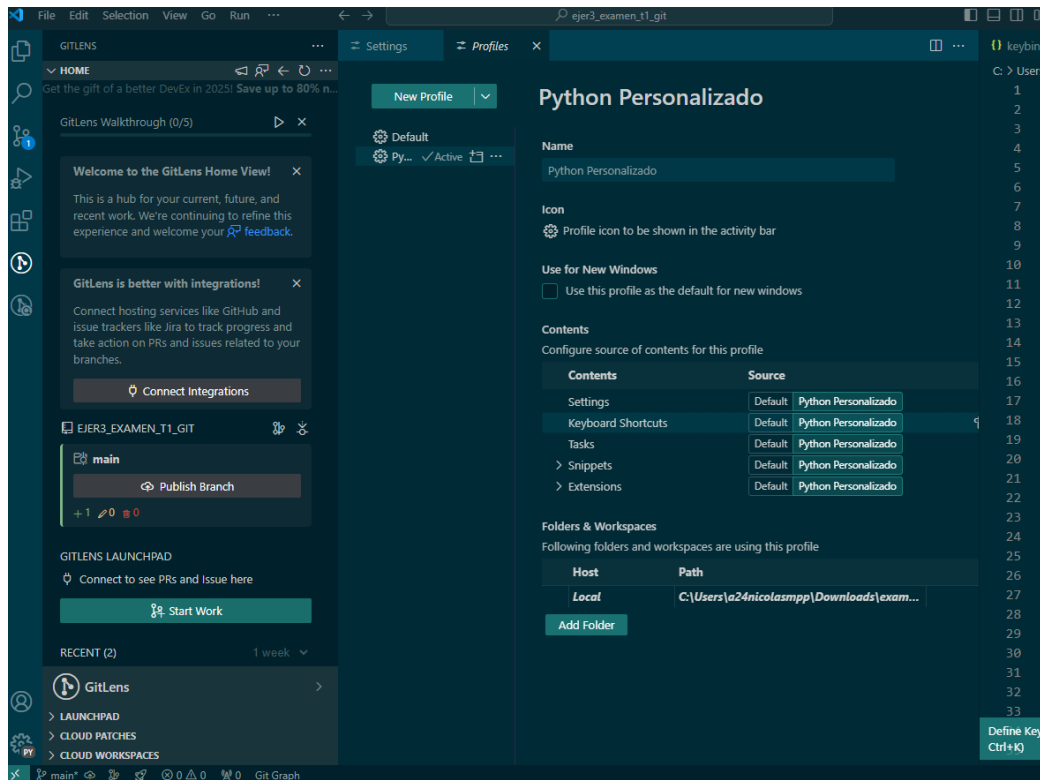 File Edit Selection View Go Run ···
ejer3_examen_t1_git
GITLENS
HOME
Get the gift of a better DevEx in 2025! Save up to 80% n...
GitLens Walkthrough (0/5)
Welcome to the GitLens Home View!
This is a hub for your current, future, and
recent work. We're continuing to refine this
experience and welcome your feedback.
GitLens is better with integrations!
Connect hosting services like GitHub and
issue trackers like Jira to track progress and
take action on PRs and issues related to your
branches.
Connect Integrations
EJER3_EXAMEN_T1_GIT
main
Publish Branch
+1 0 0
GITLENS LAUNCHPAD
Connect to see PRs and Issue here
Start Work
RECENT (2) 1 week
GitLens
LAUNCHPAD
CLOUD PATCHES
CLOUD WORKSPACES
1
PY
Settings Profiles
New Profile
Default
Py... Active ···
Python Personalizado
Name
Python Personalizado
Icon
Profile icon to be shown in the activity bar
Use for New Windows
Use this profile as the default for new windows
Contents
Configure source of contents for this profile
Contents Source
Settings Default Python Personalizado
Keyboard Shortcuts Default Python Personalizado
Tasks Default Python Personalizado
Snippets Default Python Personalizado
Extensions Default Python Personalizado
Folders & Workspaces
Following folders and workspaces are using this profile
Host Path
Local C:\Users\a24nicolasmpp\Downloads\exam...
Add Folder
{} keybin
C: > User
1
2
3
4
5
6
7
8
9
10
11
12
13
14
15
16
17
18
19
20
21
22
23
24
25
26
27
28
29
30
31
32
33
Define Key
Ctrl+K)
main* 0 0 0 Git Graph